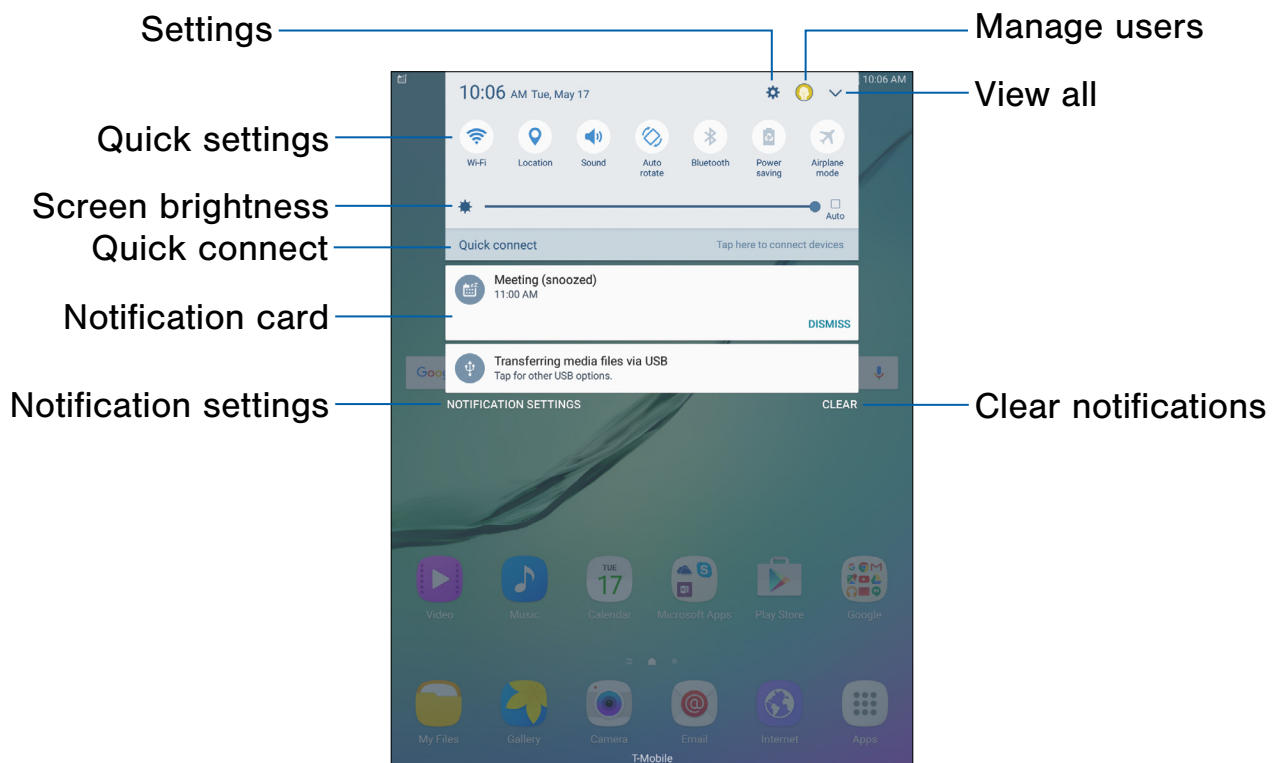 Settings
Manage users
10:06 AM
10:06 AM Tue, May 17
View all
Quick settings
Wi-Fi
Location
Sound
Auto rotate
Bluetooth
Power saving
Airplane mode
Screen brightness
Auto
Quick connect
Quick connect
Tap here to connect devices
Meeting (snoozed)
11:00 AM
Notification card
DISMISS
Goo
Transferring media files via USB
Tap for other USB options.
Notification settings
NOTIFICATION SETTINGS
CLEAR
Clear notifications
TUE
17
Video
Music
Calendar
Microsoft Apps
Play Store
Google
My Files
Gallery
Camera
Email
Internet
Apps
T-Mobile